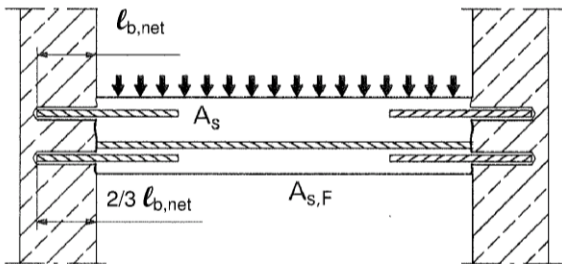 ℓb,net
As
2/3 ℓb,net
As,F